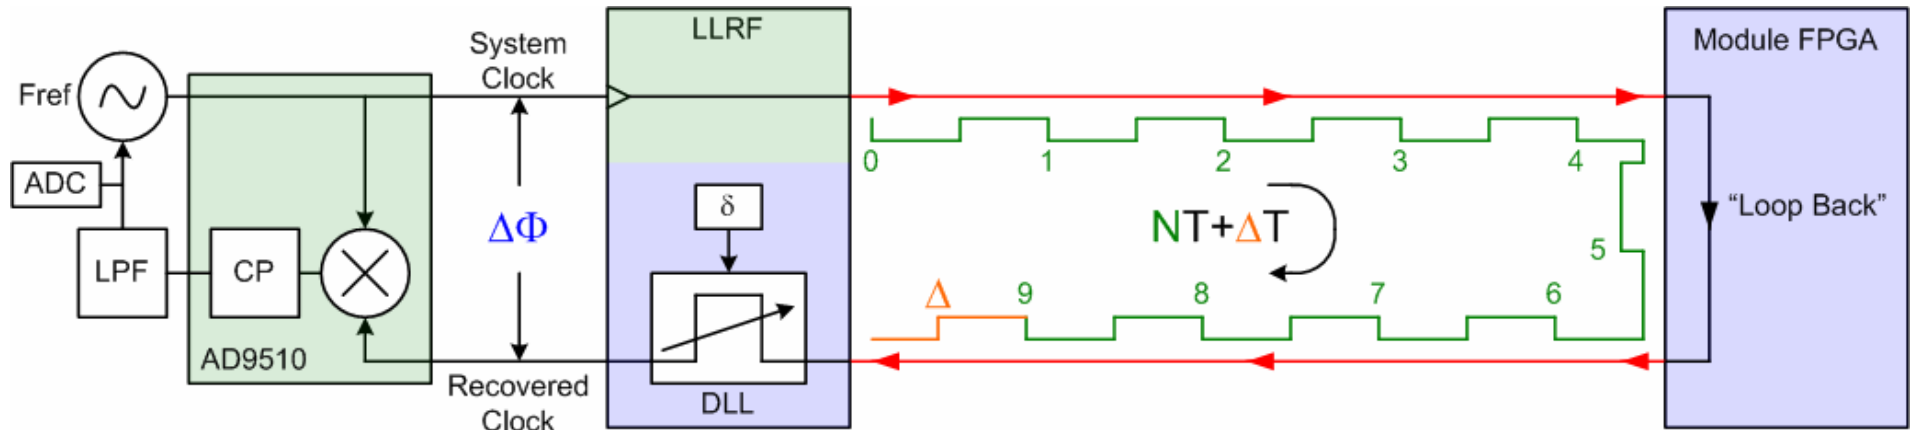 LLRF
System
Clock
Module FPGA
Fref
ADC
0
1
2
3
4
δ
ΔΦ
NT+ΔT
“Loop Back”
5
LPF
CP
Δ
9
8
7
6
AD9510
Recovered
Clock
DLL